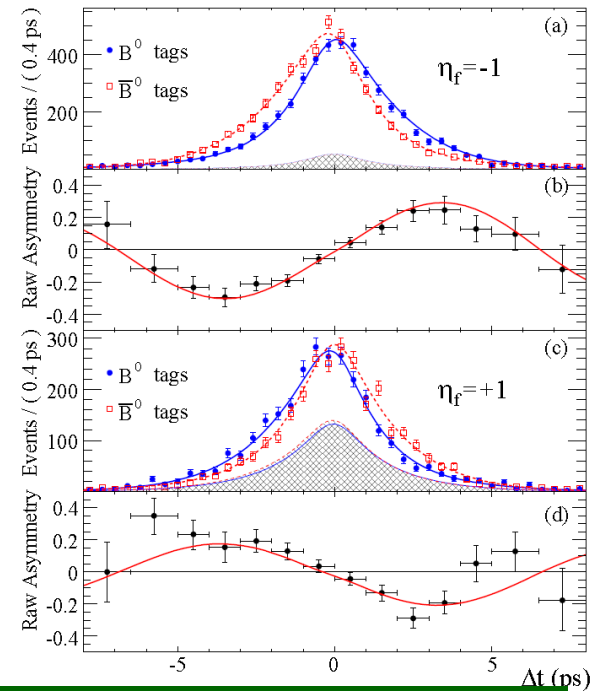 (a)
Events / ( 0.4 ps )
400
200
B⁰ tags
B̅⁰ tags
η_f=-1
(b)
Raw Asymmetry
0.4
0.2
0
-0.2
-0.4
(c)
Events / ( 0.4 ps )
300
200
100
B⁰ tags
B̅⁰ tags
η_f=+1
(d)
Raw Asymmetry
0.4
0.2
0
-0.2
-0.4
-5 0 5
Δt (ps)